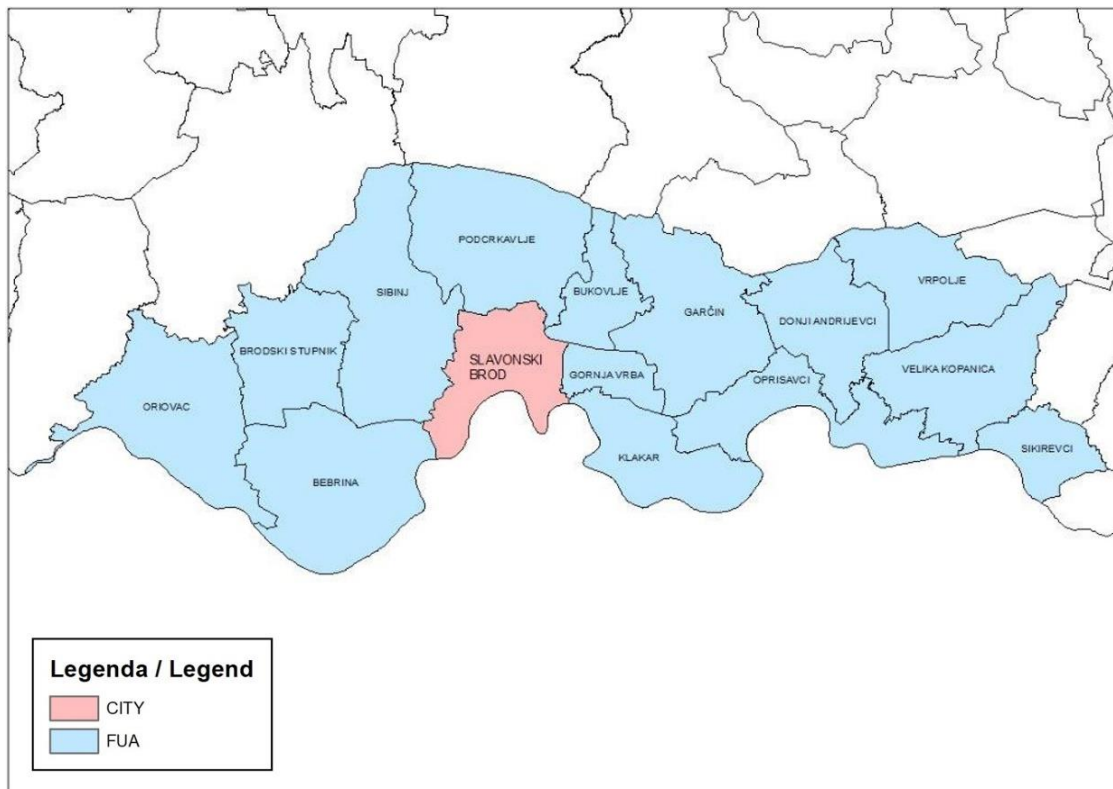 PODCRKAVLJE
VRPOLJE
SIBINJ
BUKOVLJE
GARČIN
DONJI ANDRIJEVCI
BRODSKI STUPNIK
SLAVONSKI
BROD
GORNJA VRBA
OPRISAVCI
VELIKA KOPANICA
ORIOVAC
KLAKAR
SIKIREVCI
BEBRINA
Legenda / Legend
CITY
FUA